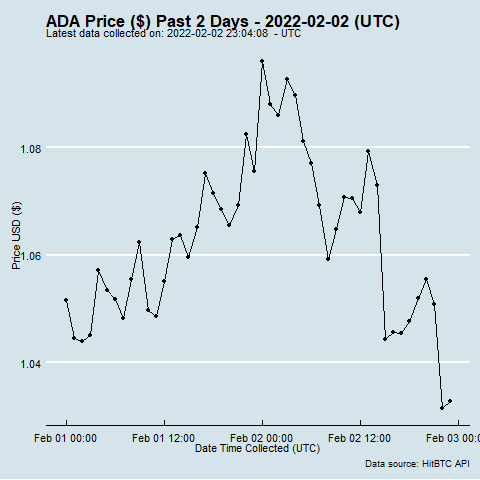 ADA Price ($) Past 2 Days - 2022-02-02 (UTC)
Latest data collected on: 2022-02-02 23:04:08  - UTC
Price USD ($)
1.08
1.06
1.04
Feb 01 00:00 Feb 01 12:00 Feb 02 00:00 Feb 02 12:00 Feb 03 00:00
Date Time Collected (UTC)
Data source: HitBTC API